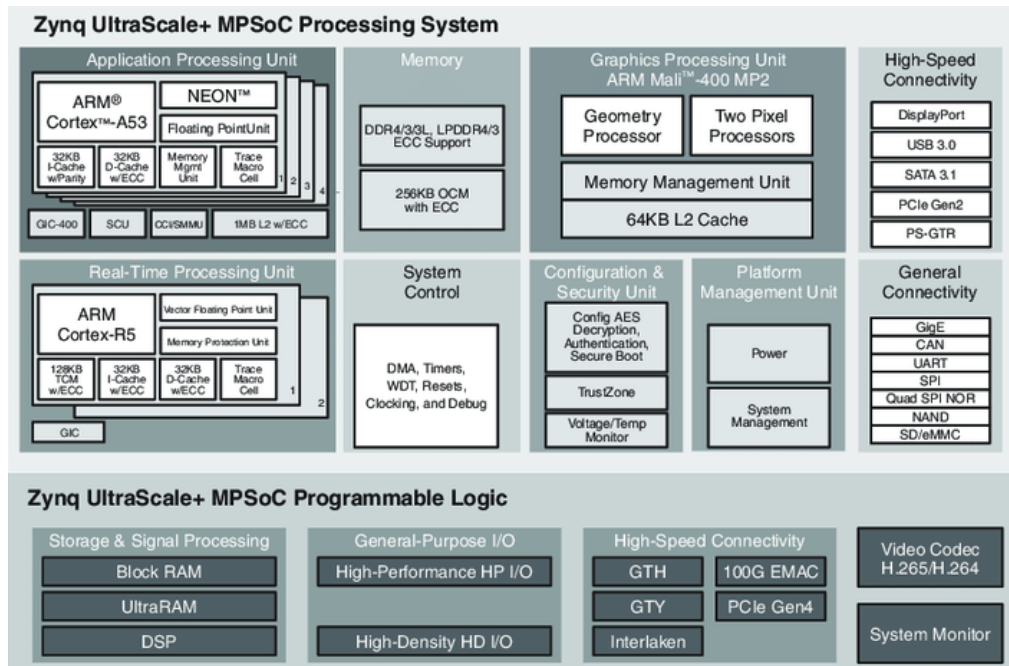 Zynq UltraScale+ MPSoC Processing System
Application Processing Unit
ARM®
Cortex™-A53
NEON™
Floating PointUnit
32KB
I-Cache
w/Parity
32KB
D-Cache
w/ECC
Memory
Mgmt
Unit
Trace
Macro
Cell
1
2
3
4
GIC-400
SCU
CCI/SMMU
1MB L2 w/ECC
Memory
DDR4/3/3L, LPDDR4/3
ECC Support
256KB OCM
with ECC
Graphics Processing Unit
ARM Mali™-400 MP2
Geometry
Processor
Two Pixel
Processors
Memory Management Unit
64KB L2 Cache
High-Speed
Connectivity
DisplayPort
USB 3.0
SATA 3.1
PCIe Gen2
PS-GTR
Real-Time Processing Unit
ARM
Cortex-R5
Vector Floating Point Unit
Memory Protection Unit
128KB
TCM
w/ECC
32KB
I-Cache
w/ECC
32KB
D-Cache
w/ECC
Trace
Macro
Cell
1
2
GIC
System
Control
DMA, Timers,
WDT, Resets,
Clocking, and Debug
Configuration &
Security Unit
Config AES
Decryption,
Authentication,
Secure Boot
TrustZone
Voltage/Temp
Monitor
Platform
Management Unit
Power
System
Management
General
Connectivity
GigE
CAN
UART
SPI
Quad SPI NOR
NAND
SD/eMMC
Zynq UltraScale+ MPSoC Programmable Logic
Storage & Signal Processing
Block RAM
UltraRAM
DSP
General-Purpose I/O
High-Performance HP I/O
High-Density HD I/O
High-Speed Connectivity
GTH
GTY
Interlaken
100G EMAC
PCIe Gen4
Video Codec
H.265/H.264
System Monitor